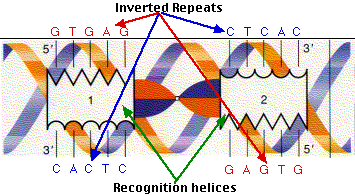 Inverted Repeats
G T G A G
C T C A C
5′
3′
1
2
3′
5′
C A C T C
G A G T G
Recognition helices